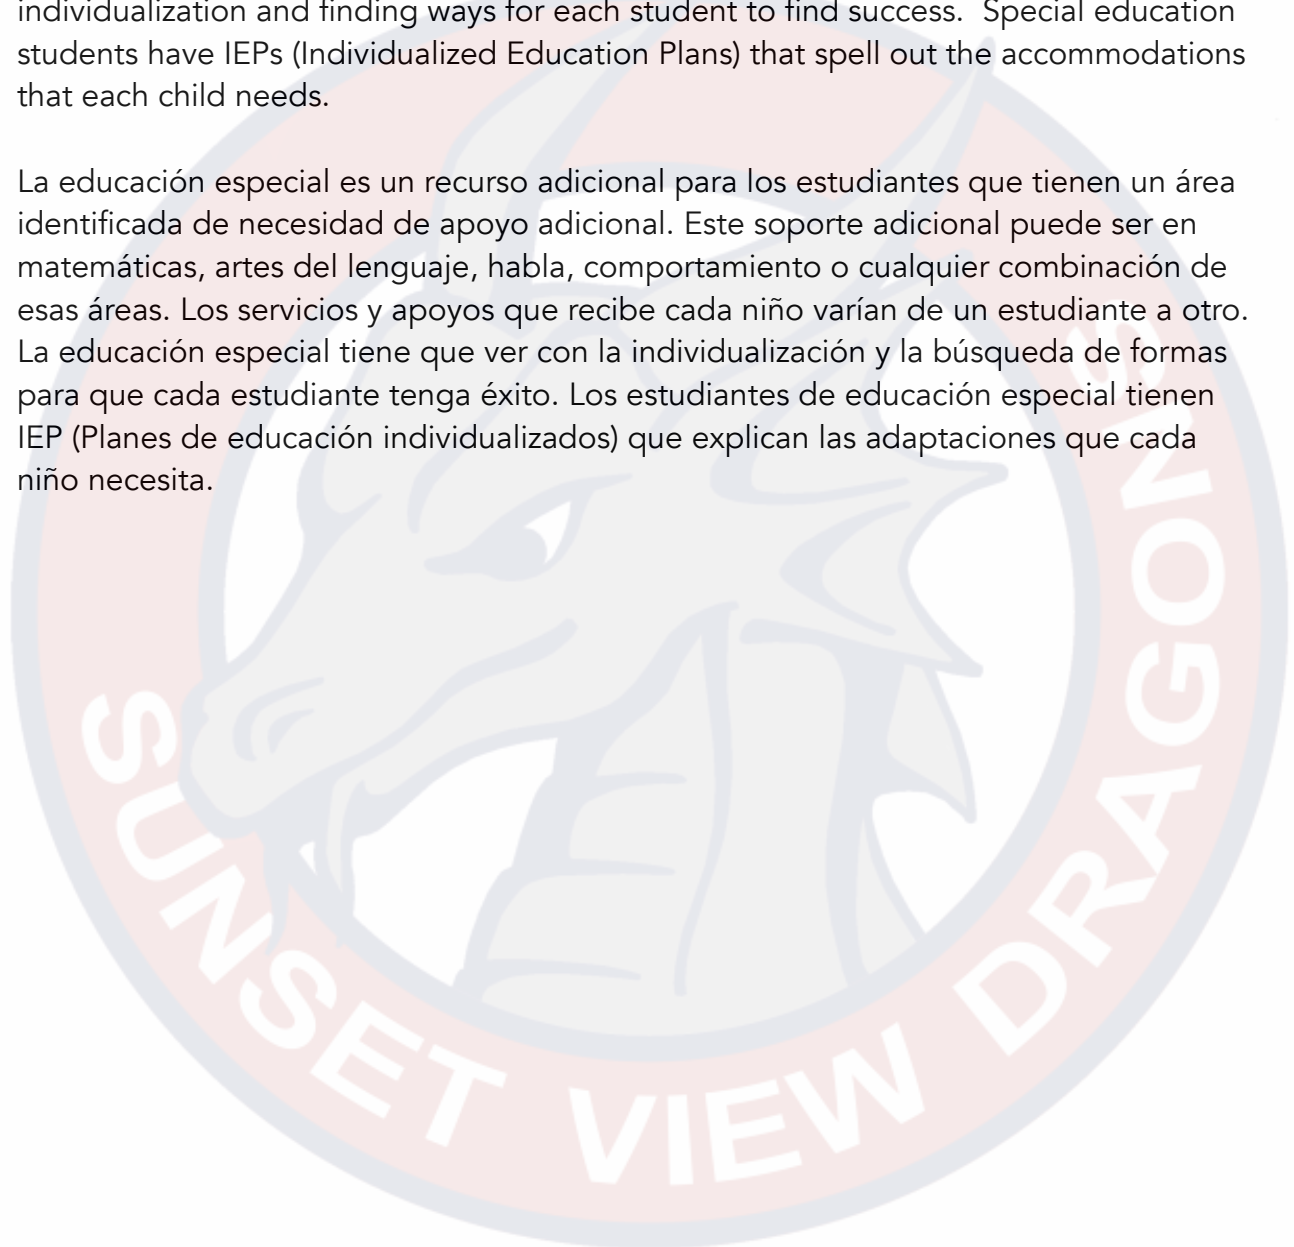 individualization and finding ways for each student to find success.  Special education
students have IEPs (Individualized Education Plans) that spell out the accommodations
that each child needs.
La educación especial es un recurso adicional para los estudiantes que tienen un área
identificada de necesidad de apoyo adicional. Este soporte adicional puede ser en
matemáticas, artes del lenguaje, habla, comportamiento o cualquier combinación de
esas áreas. Los servicios y apoyos que recibe cada niño varían de un estudiante a otro.
La educación especial tiene que ver con la individualización y la búsqueda de formas
para que cada estudiante tenga éxito. Los estudiantes de educación especial tienen
IEP (Planes de educación individualizados) que explican las adaptaciones que cada
niño necesita.
SUNSET VIEW DRAGONS